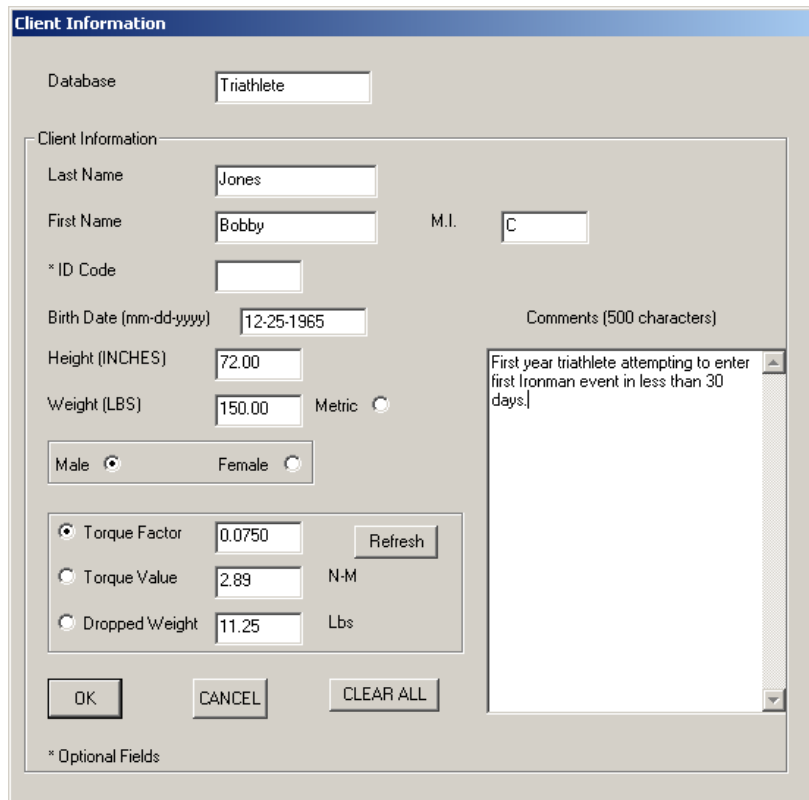 Client Information
Database Triathlete
Client Information
Last Name Jones
First Name Bobby M.I. C
* ID Code
Birth Date (mm-dd-yyyy) 12-25-1965 Comments (500 characters)
Height (INCHES) 72.00
Weight (LBS) 150.00 Metric
First year triathlete attempting to enter
first Ironman event in less than 30
days.
Male Female
Torque Factor 0.0750 Refresh
Torque Value 2.89 N-M
Dropped Weight 11.25 Lbs
OK CANCEL CLEAR ALL
* Optional Fields